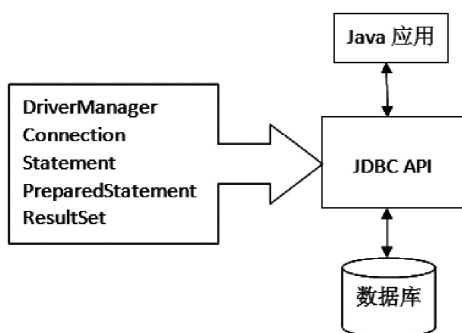 Java 应用
DriverManager
Connection
Statement
PreparedStatement
ResultSet
JDBC API
数据库